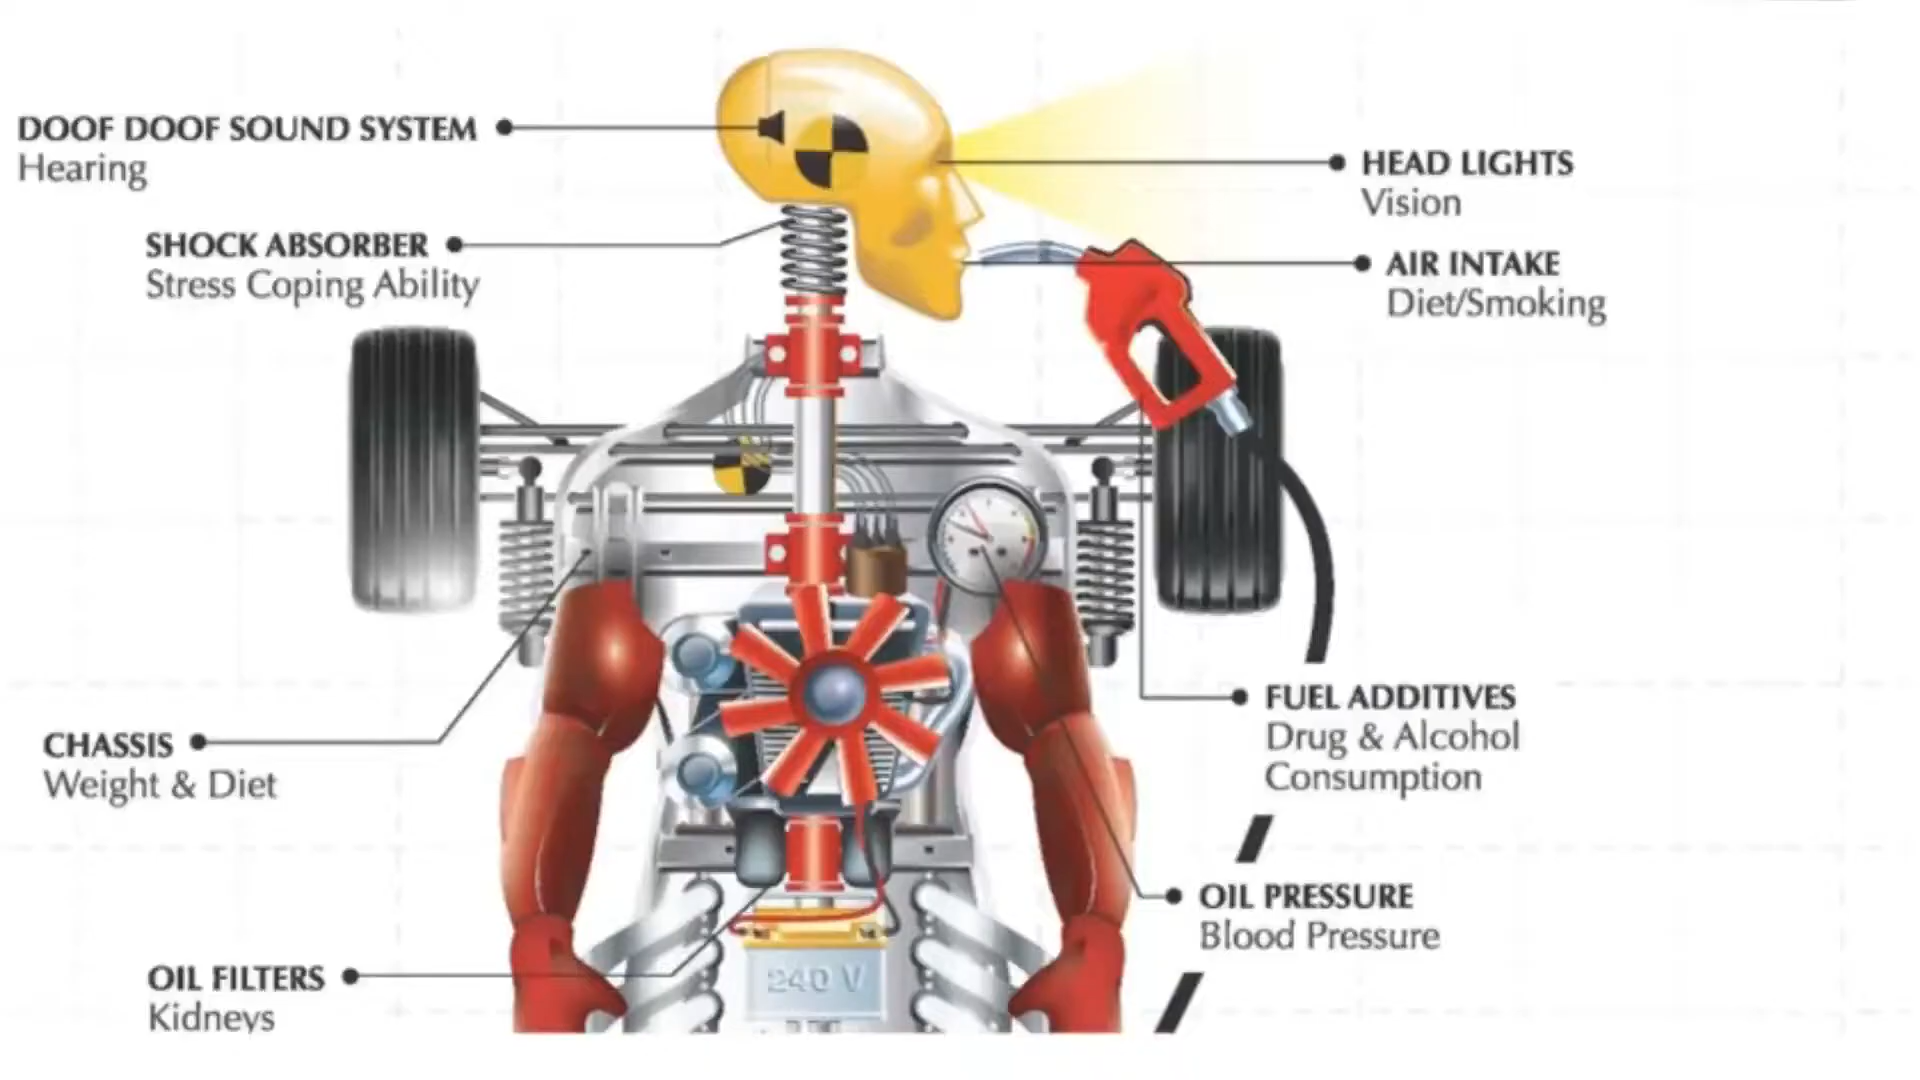 DOOF DOOF SOUND SYSTEM
Hearing
HEAD LIGHTS
Vision
SHOCK ABSORBER
Stress Coping Ability
AIR INTAKE
Diet/Smoking
FUEL ADDITIVES
Drug & Alcohol
Consumption
CHASSIS
Weight & Diet
OIL PRESSURE
Blood Pressure
OIL FILTERS
Kidneys
240 V